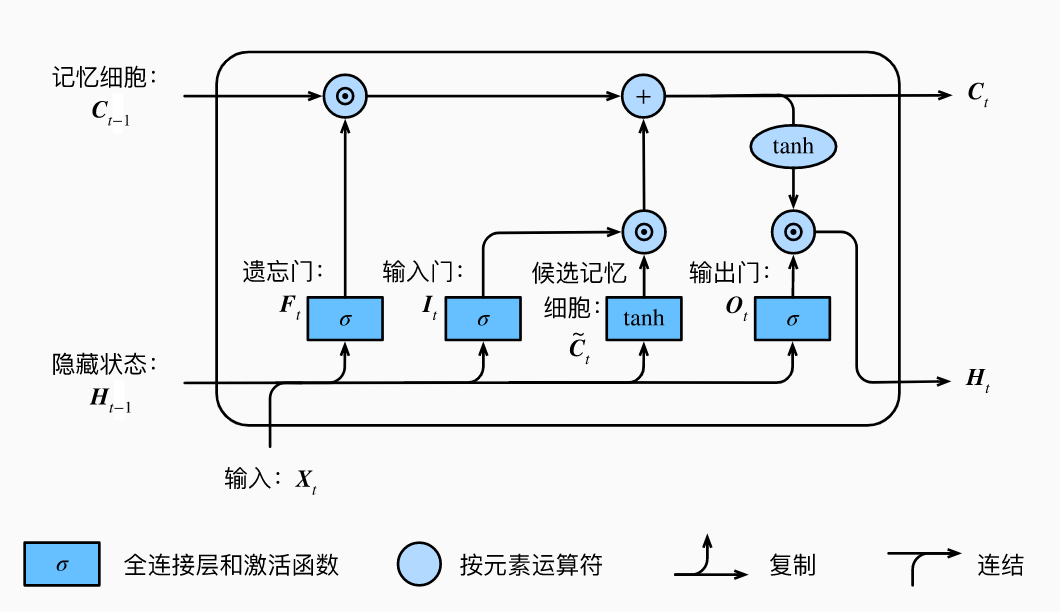 记忆细胞：
C_{t-1}
⊙
+
C_t
tanh
⊙
⊙
遗忘门：
F_t
σ
输入门：
I_t
σ
候选记忆
细胞：
C̃_t
tanh
输出门：
O_t
σ
隐藏状态：
H_{t-1}
H_t
输入：X_t
σ 全连接层和激活函数
按元素运算符
复制
连结